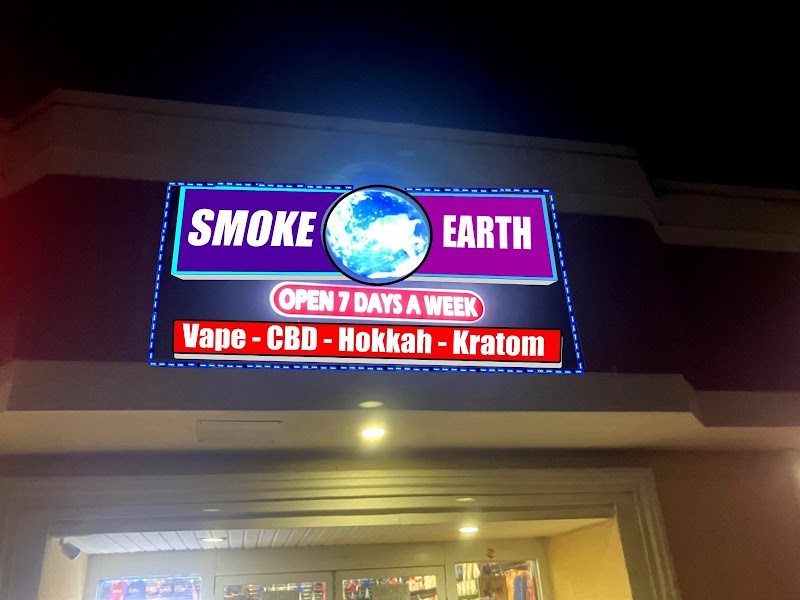 SMOKE EARTH
OPEN 7 DAYS A WEEK
Vape - CBD - Hokkah - Kratom